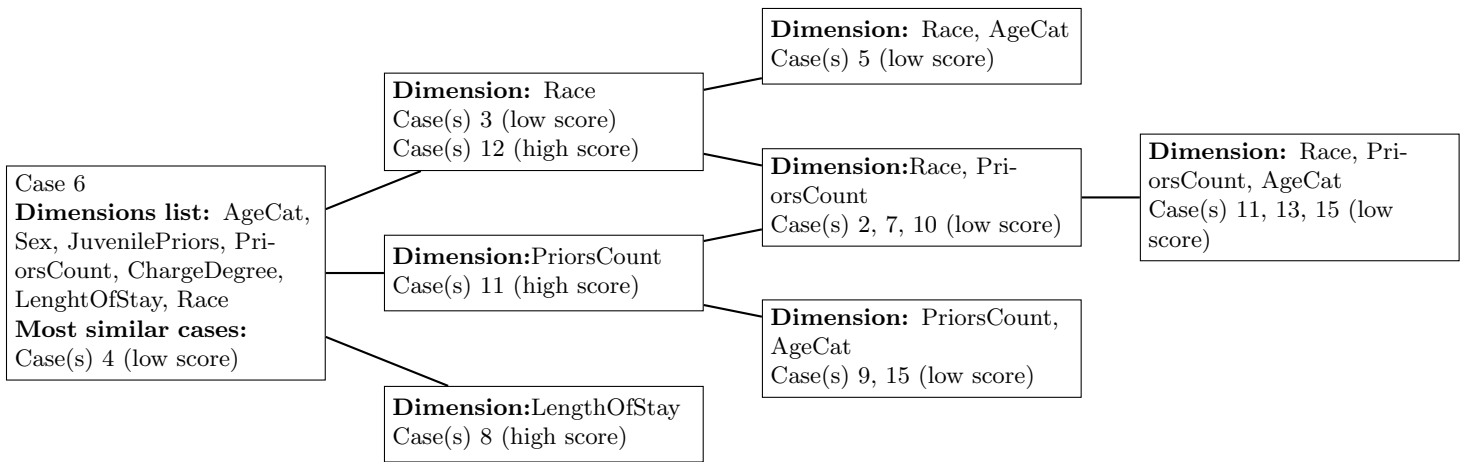 Case 6
Dimensions list: AgeCat,
Sex, JuvenilePriors, Pri-
orsCount, ChargeDegree,
LenghtOfStay, Race
Most similar cases:
Case(s) 4 (low score)
Dimension: Race
Case(s) 3 (low score)
Case(s) 12 (high score)
Dimension:PriorsCount
Case(s) 11 (high score)
Dimension:LengthOfStay
Case(s) 8 (high score)
Dimension: Race, AgeCat
Case(s) 5 (low score)
Dimension:Race, Pri-
orsCount
Case(s) 2, 7, 10 (low score)
Dimension: PriorsCount,
AgeCat
Case(s) 9, 15 (low score)
Dimension: Race, Pri-
orsCount, AgeCat
Case(s) 11, 13, 15 (low
score)